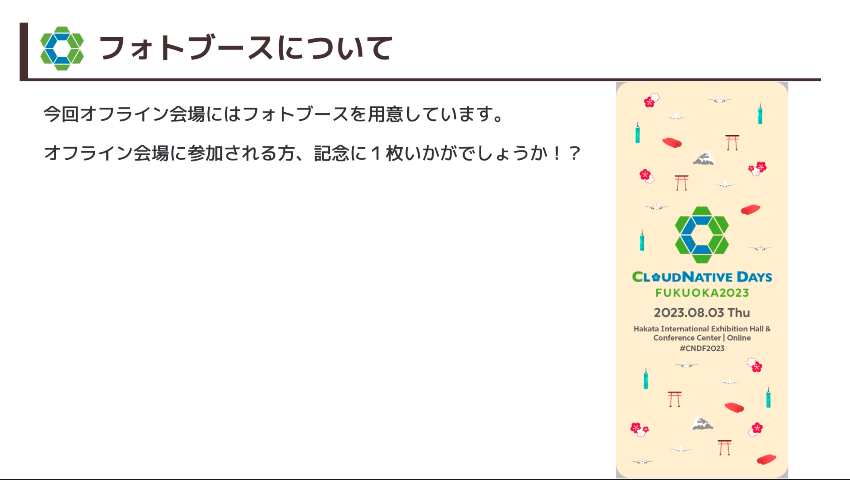 フォトブースについて
今回オフライン会場にはフォトブースを用意しています。
オフライン会場に参加される方、記念に１枚いかがでしょうか！？
CLOUDNATIVE DAYS
FUKUOKA2023
2023.08.03 Thu
Hakata International Exhibition Hall &
Conference Center | Online
#CNDF2023